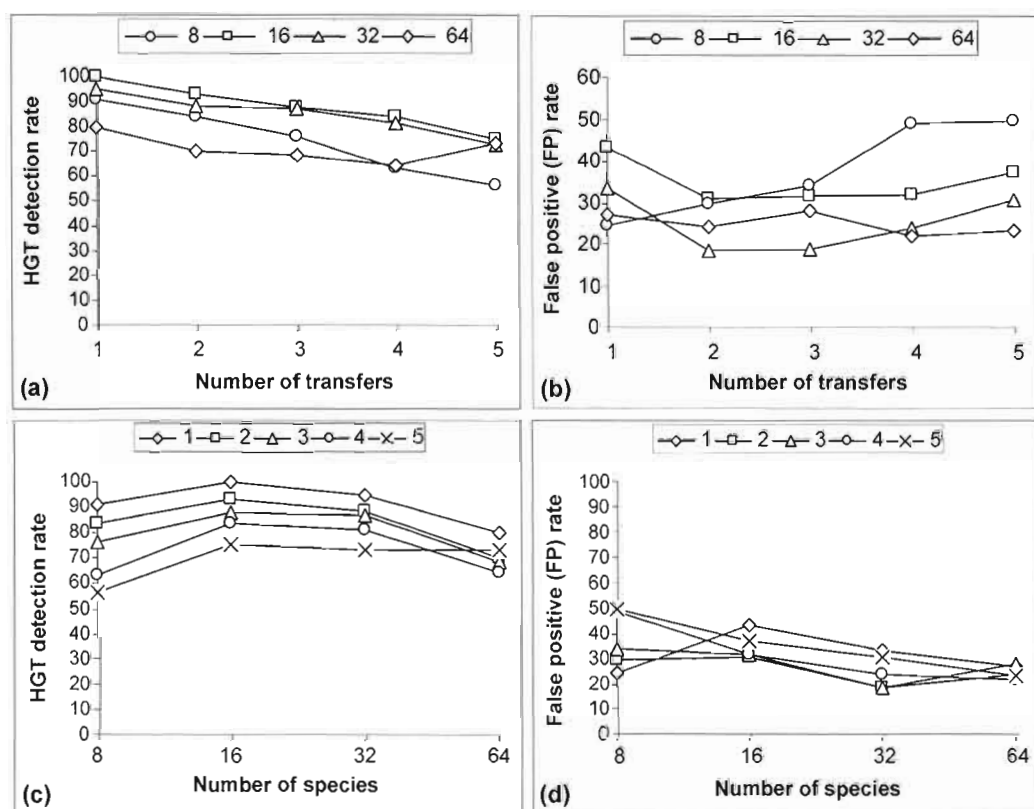 8 16 32 64
HGT detection rate
100
90
80
70
60
50
40
30
20
10
0
1 2 3 4 5
Number of transfers
(a)
8 16 32 64
False positive (FP) rate
60
50
40
30
20
10
0
1 2 3 4 5
Number of transfers
(b)
1 2 3 4 5
HGT detection rate
100
90
80
70
60
50
40
30
20
10
0
8 16 32 64
Number of species
(c)
1 2 3 4 5
False positive (FP) rate
100
90
80
70
60
50
40
30
20
10
0
8 16 32 64
Number of species
(d)